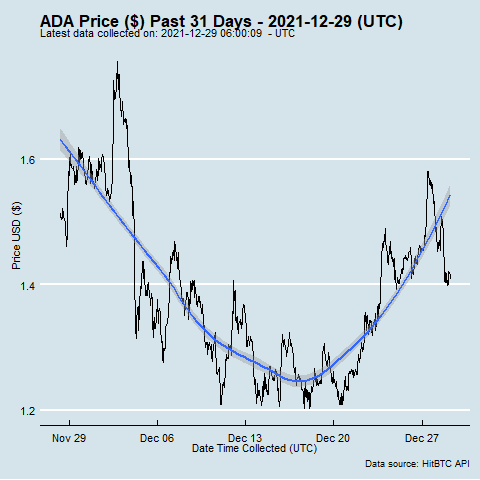 ADA Price ($) Past 31 Days - 2021-12-29 (UTC)
Latest data collected on: 2021-12-29 06:00:09  - UTC
Price USD ($)
1.6
1.4
1.2
Nov 29 Dec 06 Dec 13 Dec 20 Dec 27
Date Time Collected (UTC)
Data source: HitBTC API